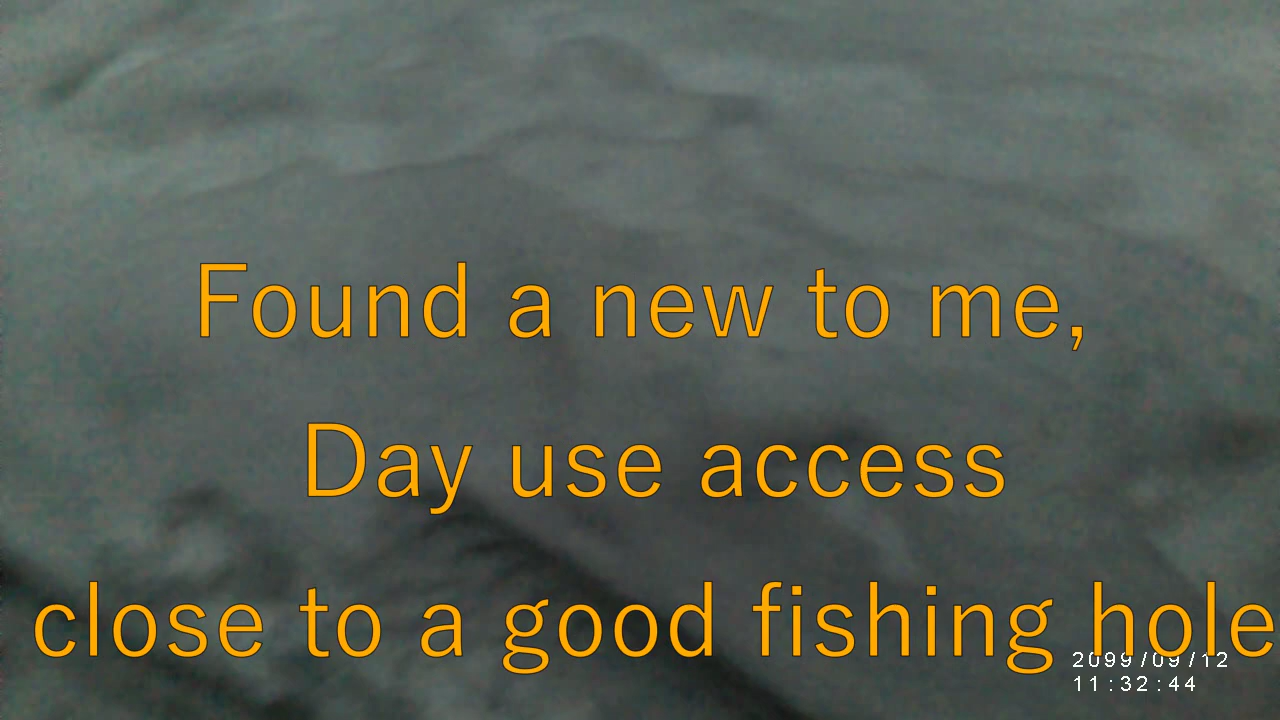 Found a new to me,
Day use access
close to a good fishing hole
2099/09/12
11:32:44